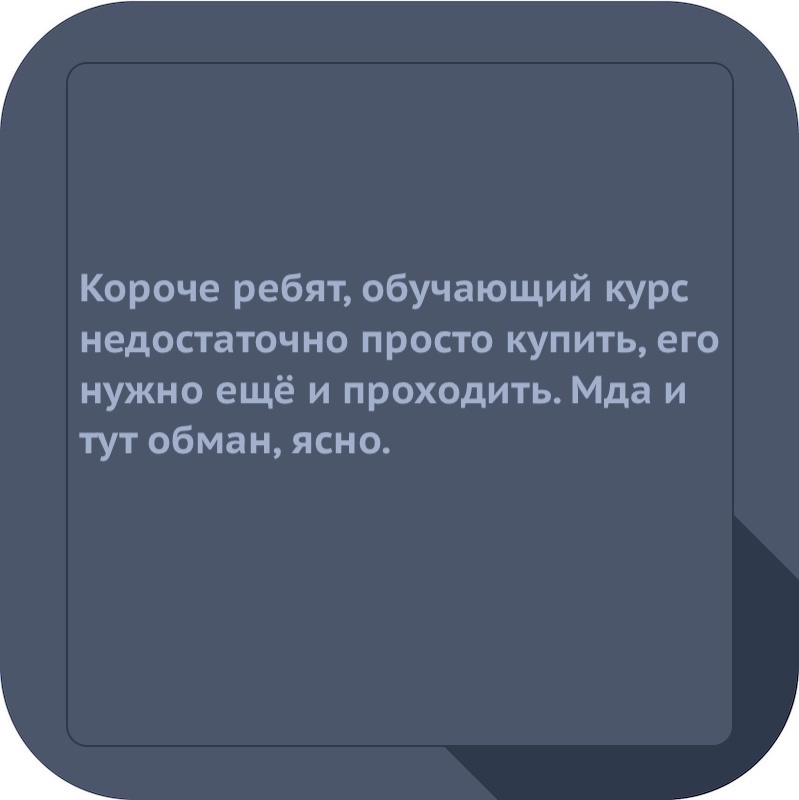 Короче ребят, обучающий курс
недостаточно просто купить, его
нужно ещё и проходить. Мда и
тут обман, ясно.